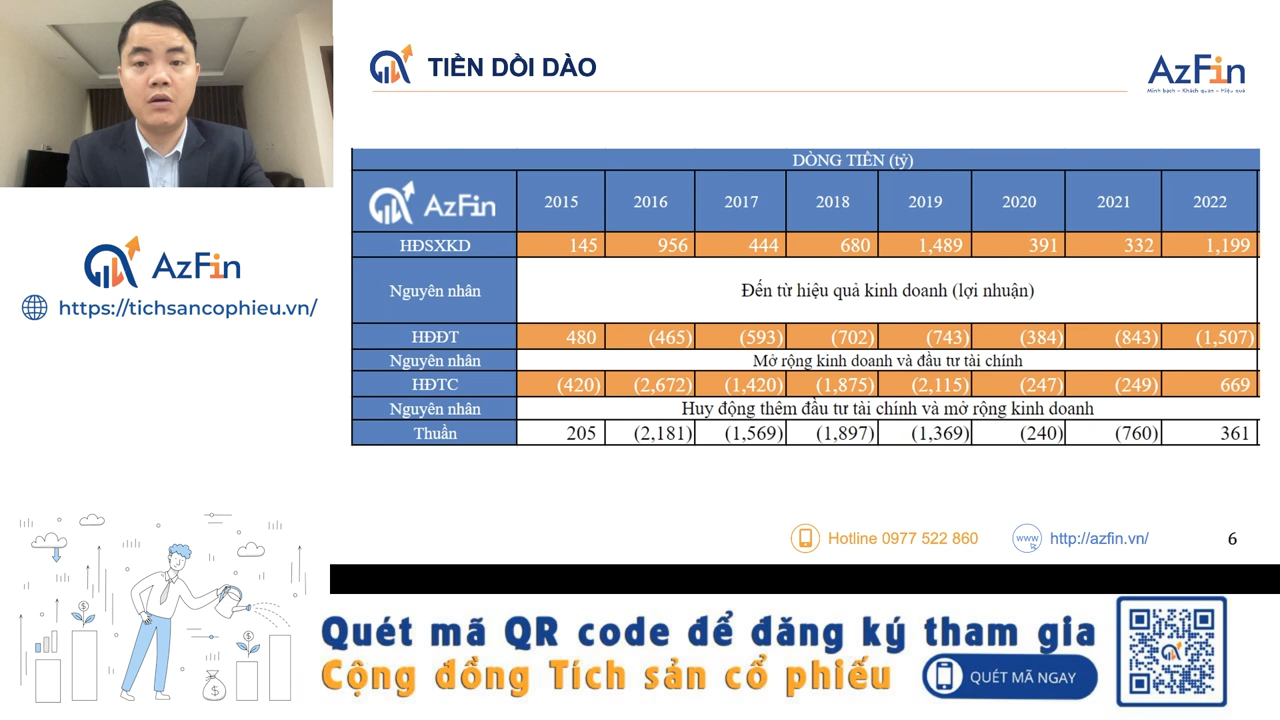 TIỀN DỒI DÀO
AzFin
Minh bạch - Khách quan - Hiệu quả
AzFin
https://tichsancophieu.vn/
DÒNG TIỀN (tỷ)
AzFin 2015 2016 2017 2018 2019 2020 2021 2022
HĐSXKD 145 956 444 680 1,489 391 332 1,199
Nguyên nhân Đến từ hiệu quả kinh doanh (lợi nhuận)
HĐĐT 480 (465) (593) (702) (743) (384) (843) (1,507)
Nguyên nhân Mở rộng kinh doanh và đầu tư tài chính
HĐTC (420) (2,672) (1,420) (1,875) (2,115) (247) (249) 669
Nguyên nhân Huy động thêm đầu tư tài chính và mở rộng kinh doanh
Thuần 205 (2,181) (1,569) (1,897) (1,369) (240) (760) 361
Hotline 0977 522 860 www http://azfin.vn/ 6
Quét mã QR code để đăng ký tham gia
Cộng đồng Tích sản cổ phiếu
QUÉT MÃ NGAY